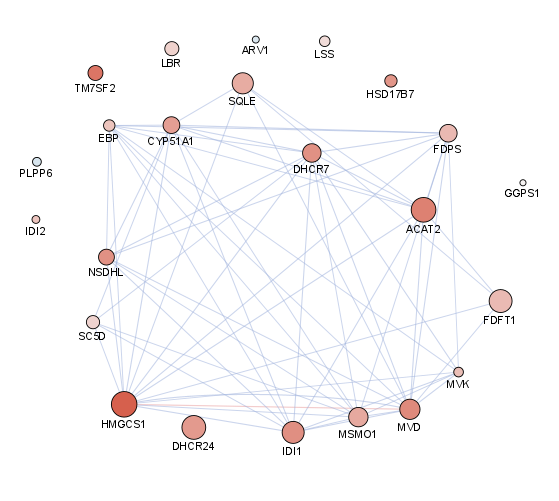 ARV1
LBR
LSS
TM7SF2
HSD17B7
SQLE
EBP
CYP51A1
FDPS
PLPP6
DHCR7
GGPS1
IDI2
ACAT2
NSDHL
FDFT1
SC5D
MVK
HMGCS1
DHCR24
IDI1
MSMO1
MVD